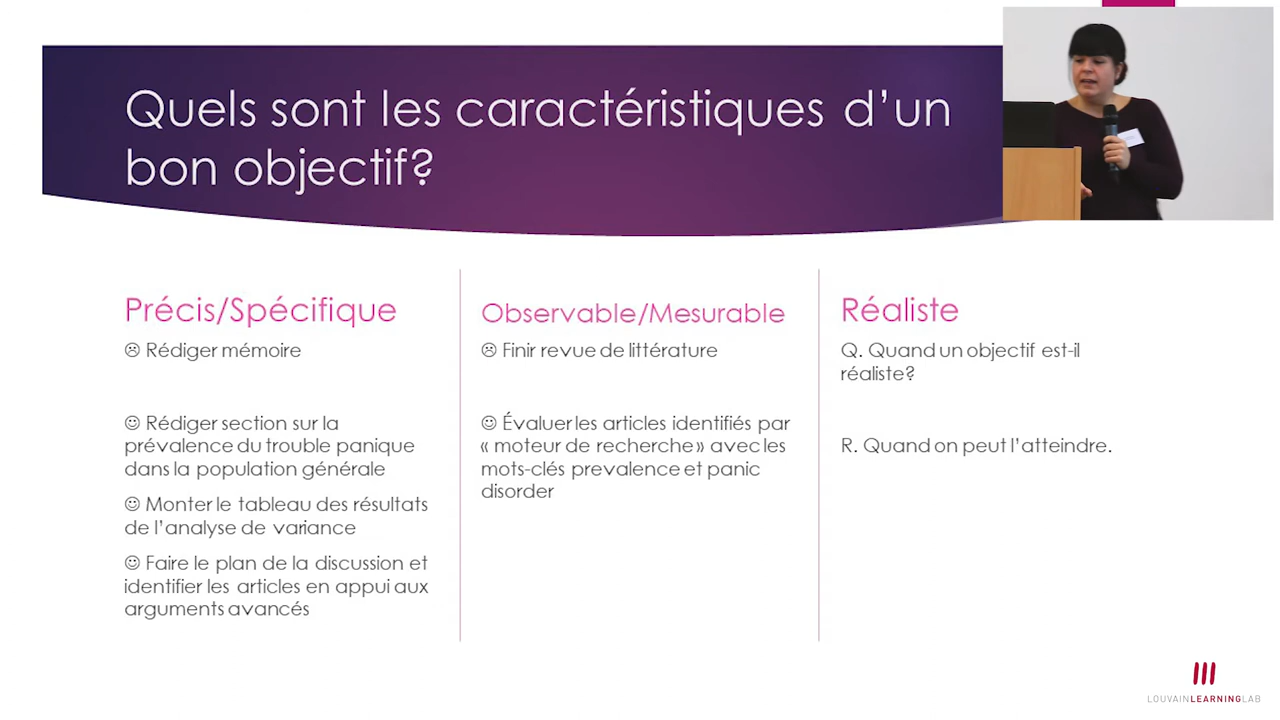 Quels sont les caractéristiques d'un
bon objectif?
Précis/Spécifique
☹ Rédiger mémoire
☺ Rédiger section sur la
prévalence du trouble panique
dans la population générale
☺ Monter le tableau des résultats
de l'analyse de variance
☺ Faire le plan de la discussion et
identifier les articles en appui aux
arguments avancés
Observable/Mesurable
☹ Finir revue de littérature
☺ Évaluer les articles identifiés par
« moteur de recherche » avec les
mots-clés prevalence et panic
disorder
Réaliste
Q. Quand un objectif est-il
réaliste?
R. Quand on peut l'atteindre.
LOUVAINLEARNINGLAB